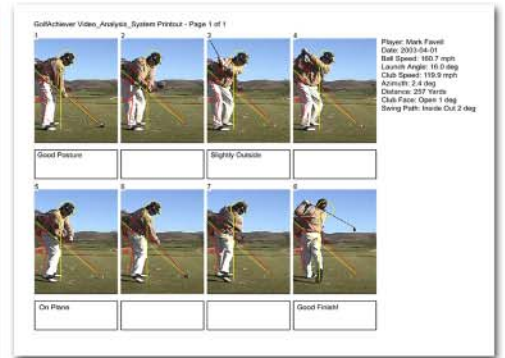 GolfAchiever Video_Analysis_System Printout - Page 1 of 1
1 2 3 4
Player: Mark Favell
Date: 2003-04-01
Ball Speed: 160.7 mph
Launch Angle: 16.0 deg
Club Speed: 119.9 mph
Azimuth: 2.4 deg
Distance: 257 Yards
Club Face: Open 1 deg
Swing Path: Inside Out 2 deg
Good Posture
Slightly Outside
5 6 7 8
On Plane
Good Finish!